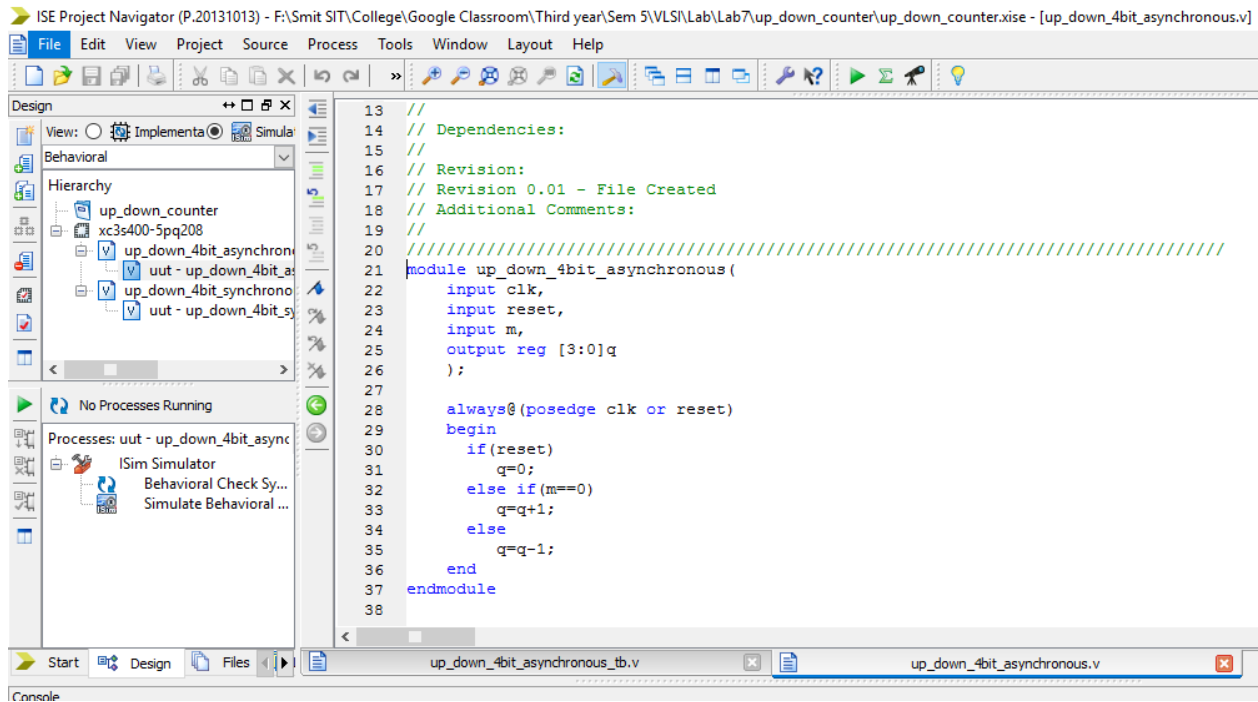 ISE Project Navigator (P.20131013) - F:\Smit SIT\College\Google Classroom\Third year\Sem 5\VLSI\Lab\Lab7\up_down_counter\up_down_counter.xise - [up_down_4bit_asynchronous.v]
File Edit View Project Source Process Tools Window Layout Help
Design
View: Implementa Simula
Behavioral
Hierarchy
up_down_counter
xc3s400-5pq208
up_down_4bit_asynchron
uut - up_down_4bit_as
up_down_4bit_synchrono
uut - up_down_4bit_sy
No Processes Running
Processes: uut - up_down_4bit_async
ISim Simulator
Behavioral Check Sy...
Simulate Behavioral ...
Start Design Files
13 //
14 // Dependencies:
15 //
16 // Revision:
17 // Revision 0.01 - File Created
18 // Additional Comments:
19 //
20 //////////////////////////////////////////////////////////////////////////////////
21 module up_down_4bit_asynchronous(
22 input clk,
23 input reset,
24 input m,
25 output reg [3:0]q
26 );
27
28 always@(posedge clk or reset)
29 begin
30 if(reset)
31 q=0;
32 else if(m==0)
33 q=q+1;
34 else
35 q=q-1;
36 end
37 endmodule
38
up_down_4bit_asynchronous_tb.v
up_down_4bit_asynchronous.v
Console